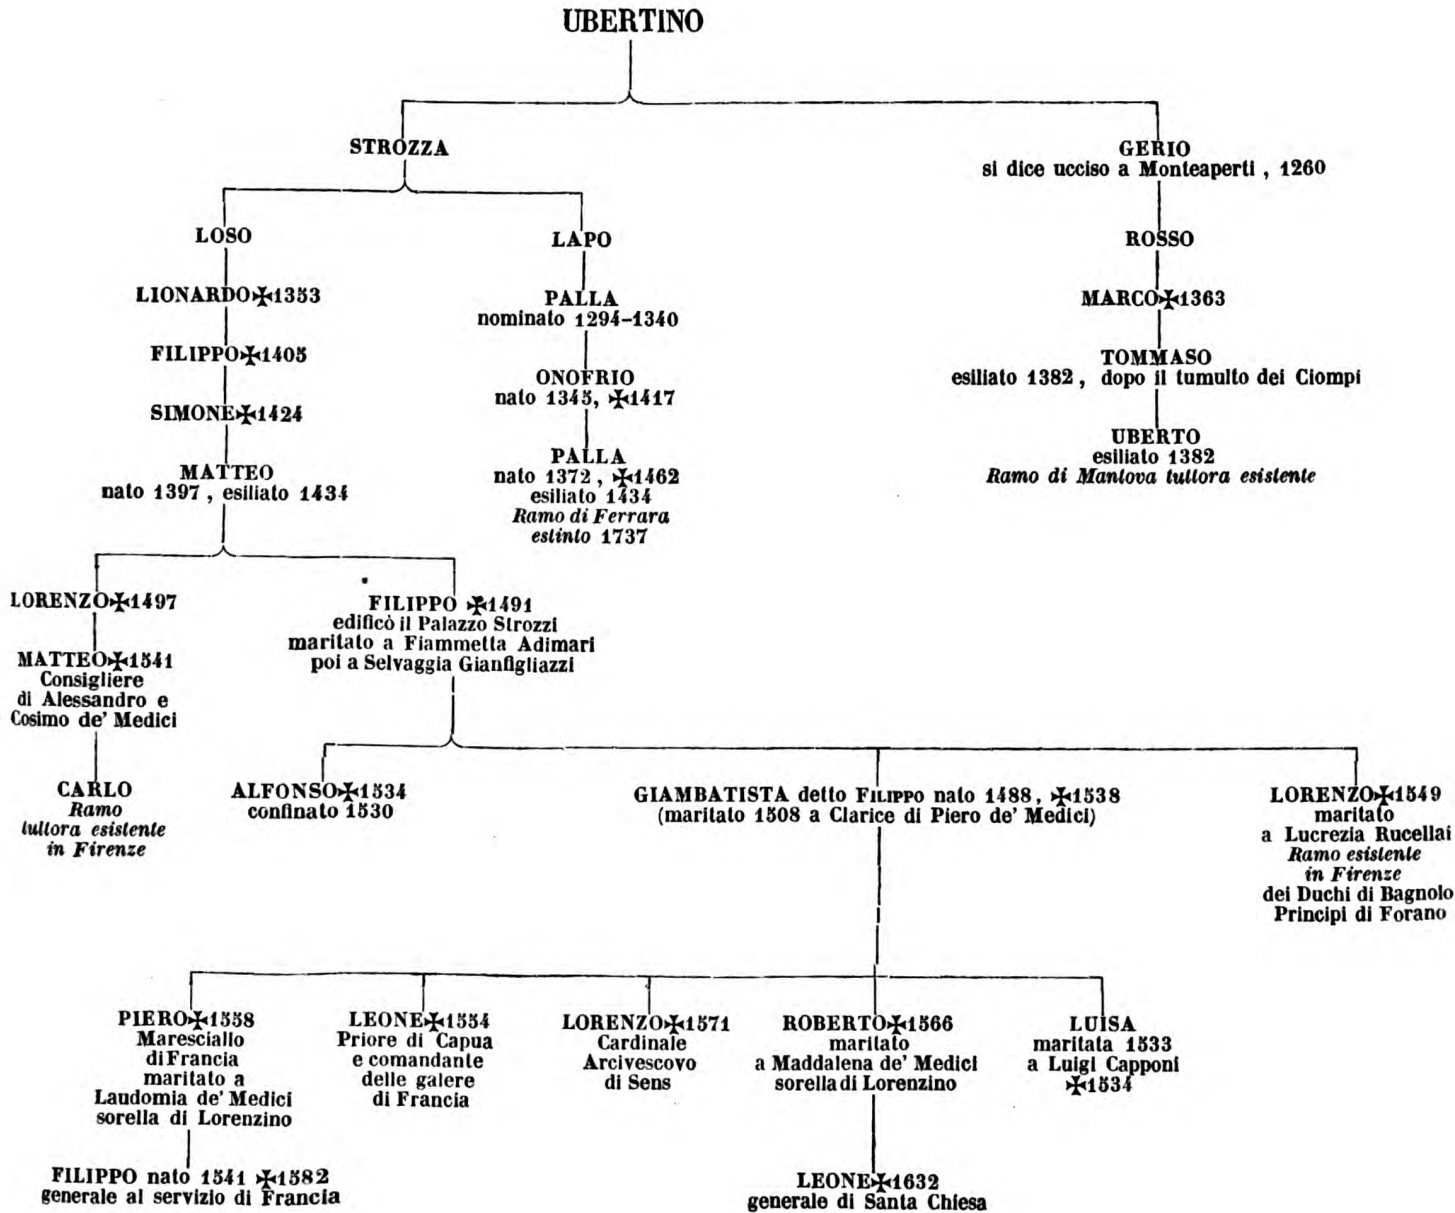 UBERTINO
STROZZA
GERIO
si dice ucciso a Monteaperti, 1260
LOSO
LAPO
ROSSO
LIONARDO✠1353
PALLA
nominato 1294-1340
MARCO✠1363
FILIPPO✠1405
ONOFRIO
nato 1345, ✠1417
TOMMASO
esiliato 1382, dopo il tumulto dei Ciompi
SIMONE✠1424
PALLA
nato 1372, ✠1462
esiliato 1434
Ramo di Ferrara
estinto 1737
UBERTO
esiliato 1382
Ramo di Mantova tuttora esistente
MATTEO
nato 1397, esiliato 1434
LORENZO✠1497
FILIPPO ✠1491
edificò il Palazzo Strozzi
maritato a Fiammetta Adimari
poi a Selvaggia Gianfigliazzi
MATTEO✠1541
Consigliere
di Alessandro e
Cosimo de' Medici
CARLO
Ramo
tuttora esistente
in Firenze
ALFONSO✠1534
confinato 1530
GIAMBATISTA detto FILIPPO nato 1488, ✠1538
(maritato 1508 a Clarice di Piero de' Medici)
LORENZO✠1549
maritato
a Lucrezia Rucellai
Ramo esistente
in Firenze
dei Duchi di Bagnolo
Principi di Forano
PIERO✠1558
Maresciallo
di Francia
maritato a
Laudomia de' Medici
sorella di Lorenzino
LEONE✠1554
Priore di Capua
e comandante
delle galere
di Francia
LORENZO✠1571
Cardinale
Arcivescovo
di Sens
ROBERTO✠1566
maritato
a Maddalena de' Medici
sorella di Lorenzino
LUISA
maritata 1533
a Luigi Capponi
✠1534
FILIPPO nato 1541 ✠1582
generale al servizio di Francia
LEONE✠1632
generale di Santa Chiesa